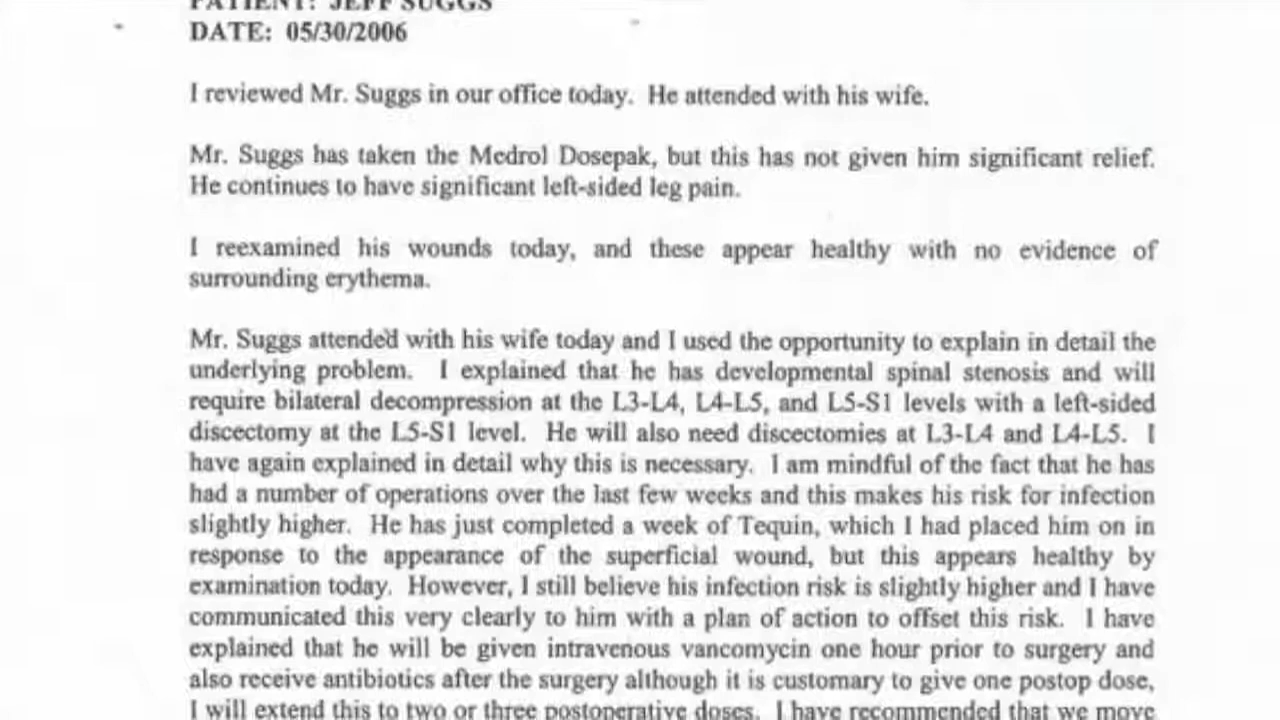 PATIENT: JEFF SUGGS
DATE: 05/30/2006
I reviewed Mr. Suggs in our office today. He attended with his wife.
Mr. Suggs has taken the Medrol Dosepak, but this has not given him significant relief.
He continues to have significant left-sided leg pain.
I reexamined his wounds today, and these appear healthy with no evidence of
surrounding erythema.
Mr. Suggs attended with his wife today and I used the opportunity to explain in detail the
underlying problem. I explained that he has developmental spinal stenosis and will
require bilateral decompression at the L3-L4, L4-L5, and L5-S1 levels with a left-sided
discectomy at the L5-S1 level. He will also need discectomies at L3-L4 and L4-L5. I
have again explained in detail why this is necessary. I am mindful of the fact that he has
had a number of operations over the last few weeks and this makes his risk for infection
slightly higher. He has just completed a week of Tequin, which I had placed him on in
response to the appearance of the superficial wound, but this appears healthy by
examination today. However, I still believe his infection risk is slightly higher and I have
communicated this very clearly to him with a plan of action to offset this risk. I have
explained that he will be given intravenous vancomycin one hour prior to surgery and
also receive antibiotics after the surgery although it is customary to give one postop dose,
I will extend this to two or three postoperative doses. I have recommended that we move